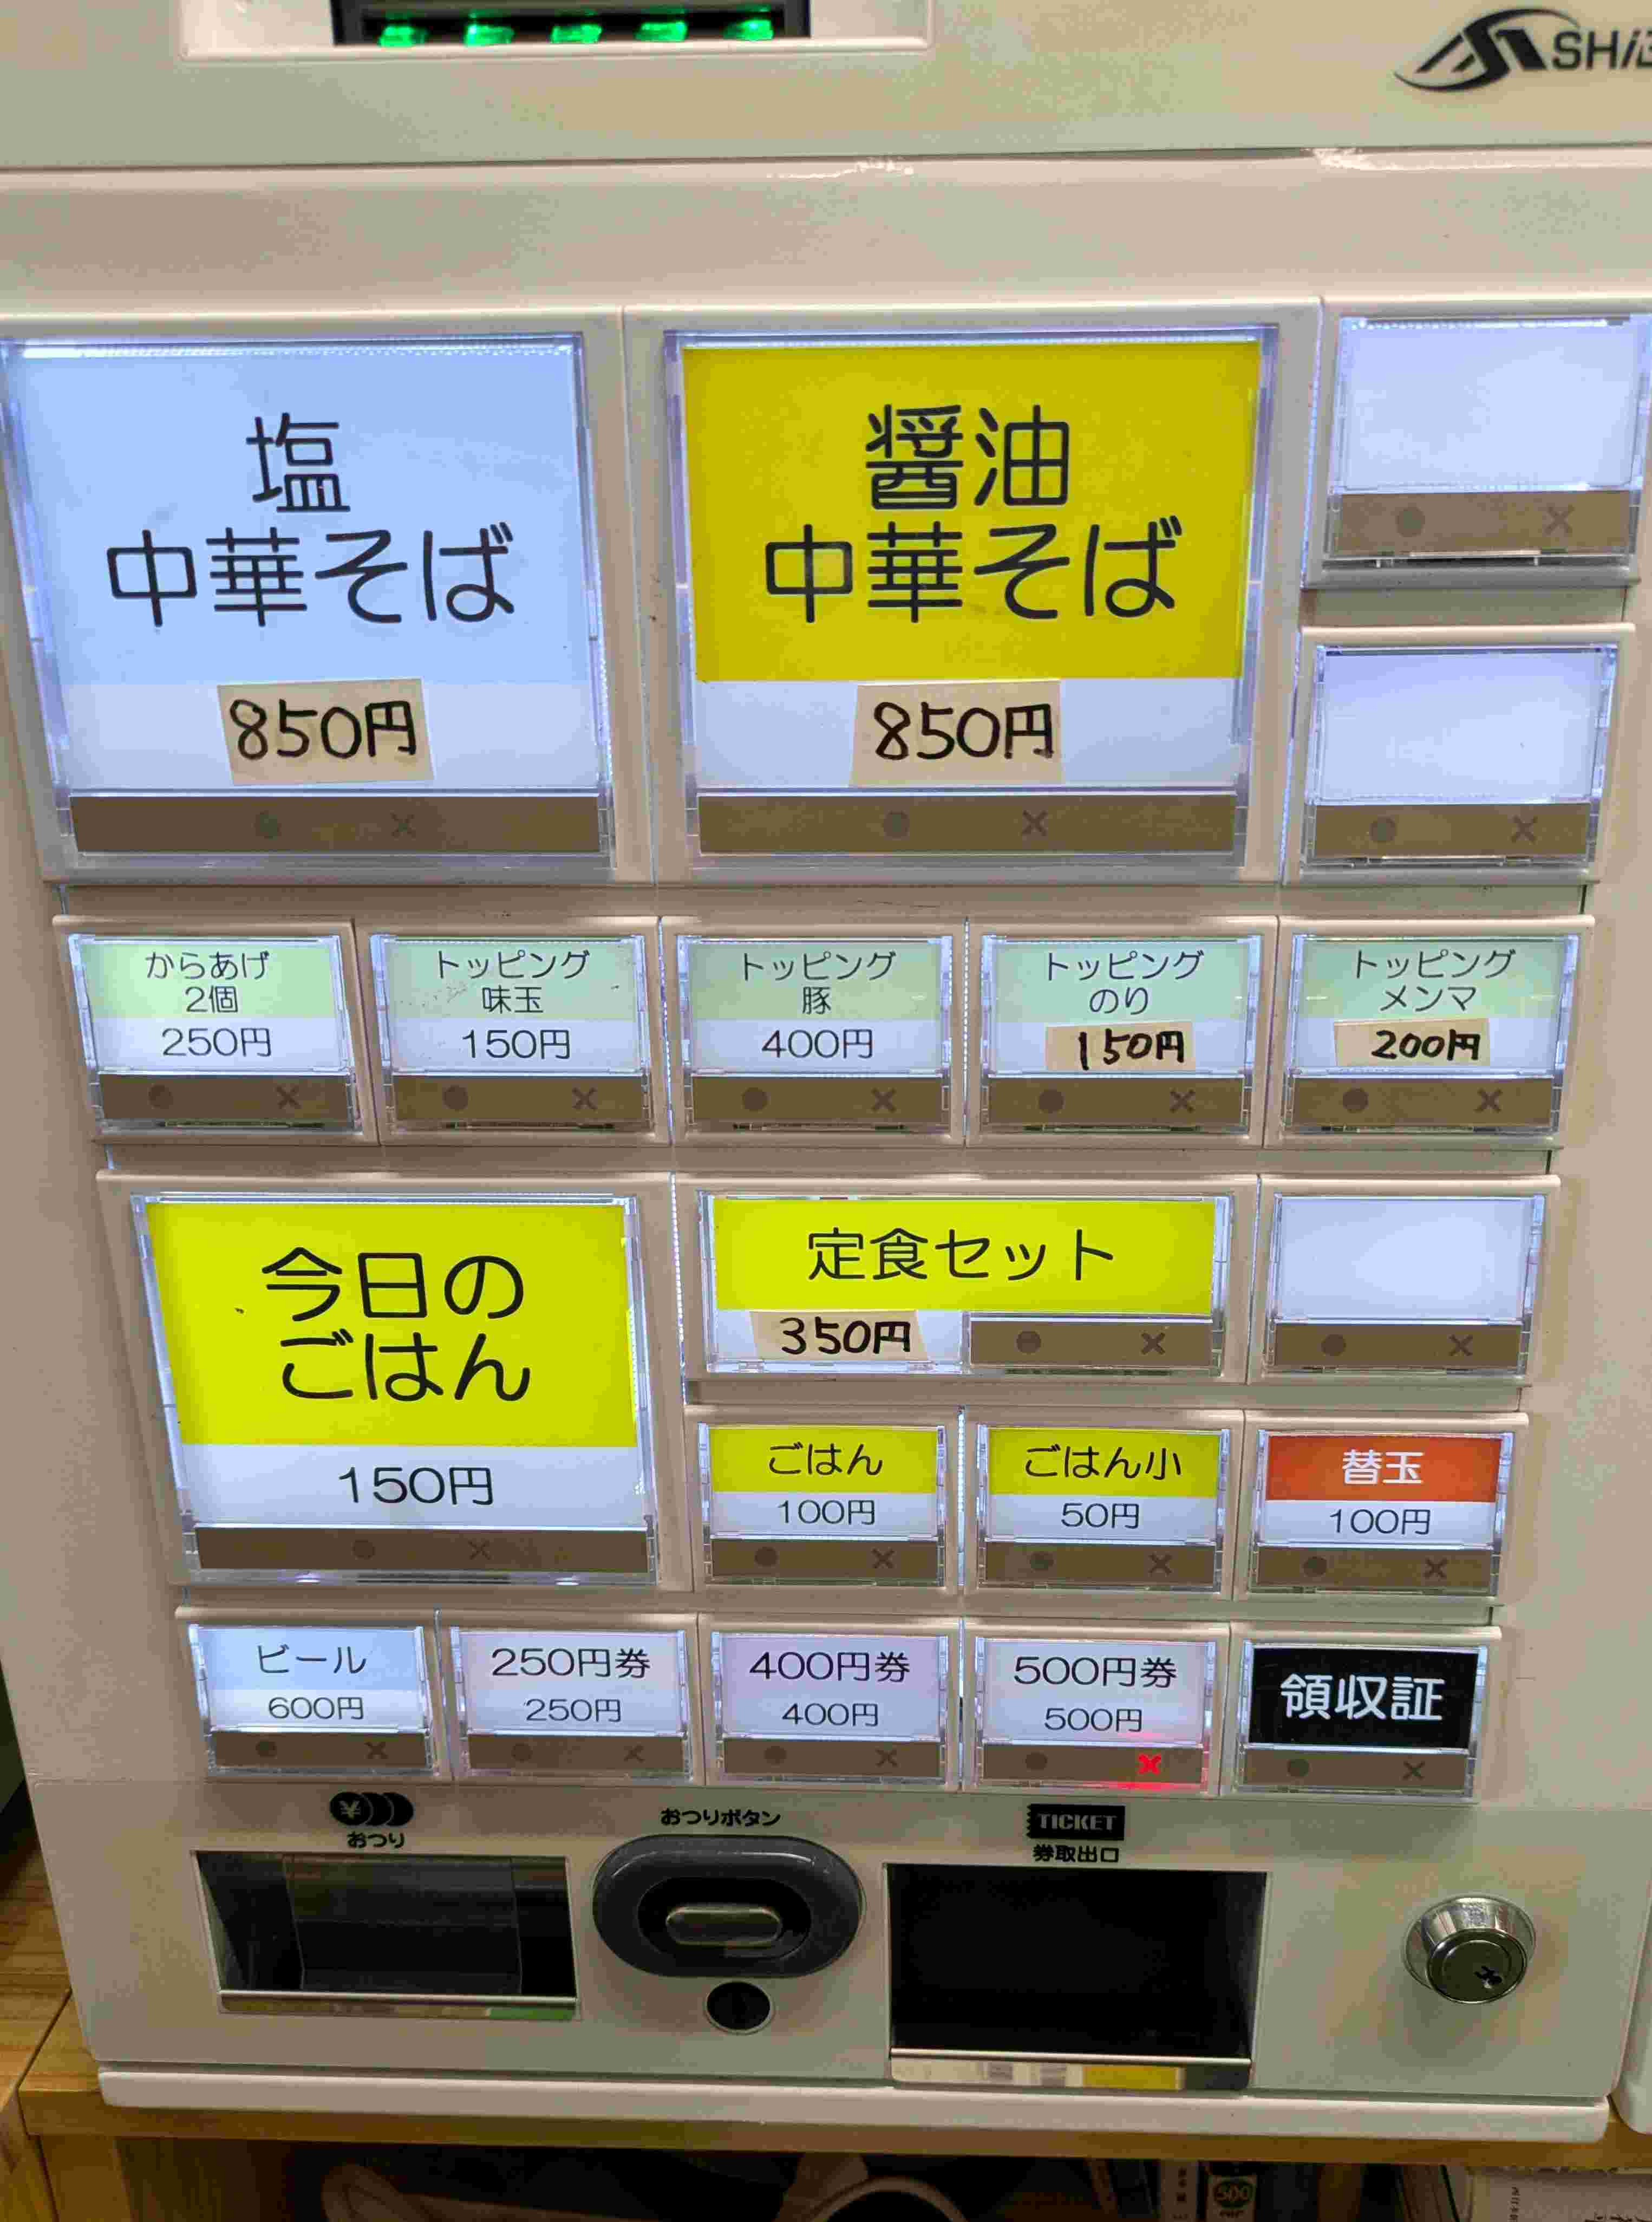 塩
中華そば
850円
醤油
中華そば
850円
からあげ
2個
250円
トッピング
味玉
150円
トッピング
豚
400円
トッピング
のり
150円
トッピング
メンマ
200円
今日の
ごはん
150円
定食セット
350円
ごはん
100円
ごはん小
50円
替玉
100円
ビール
600円
250円券
250円
400円券
400円
500円券
500円
領収証
¥
おつり
おつりボタン
TICKET
券取出口
500